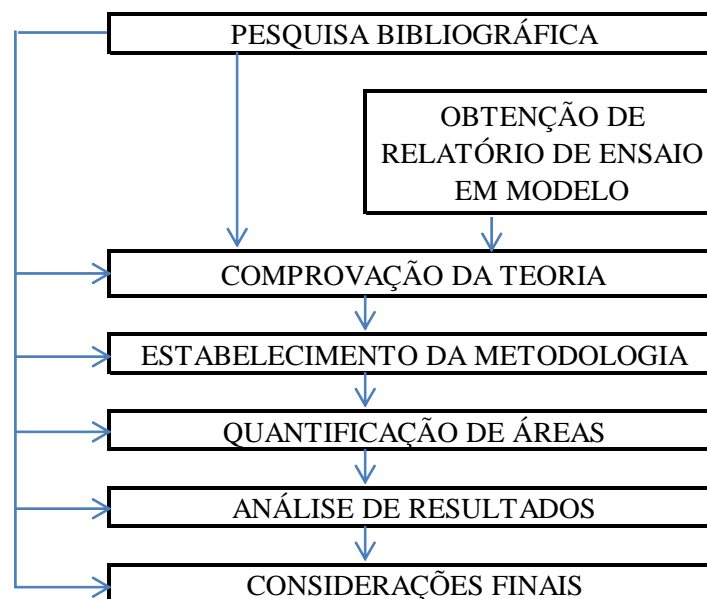 PESQUISA BIBLIOGRÁFICA
OBTENÇÃO DE
RELATÓRIO DE ENSAIO
EM MODELO
COMPROVAÇÃO DA TEORIA
ESTABELECIMENTO DA METODOLOGIA
QUANTIFICAÇÃO DE ÁREAS
ANÁLISE DE RESULTADOS
CONSIDERAÇÕES FINAIS